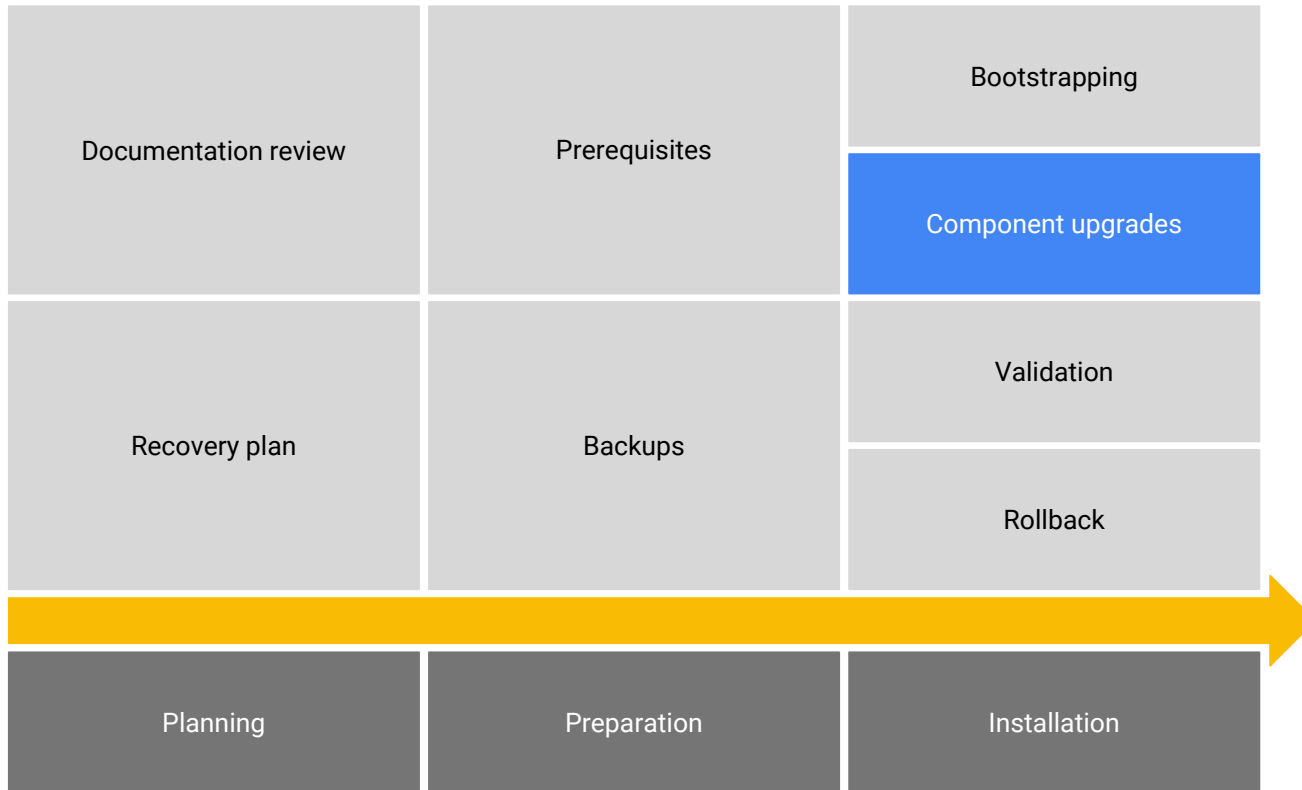 Documentation review
Prerequisites
Bootstrapping
Component upgrades
Recovery plan
Backups
Validation
Rollback
Planning
Preparation
Installation